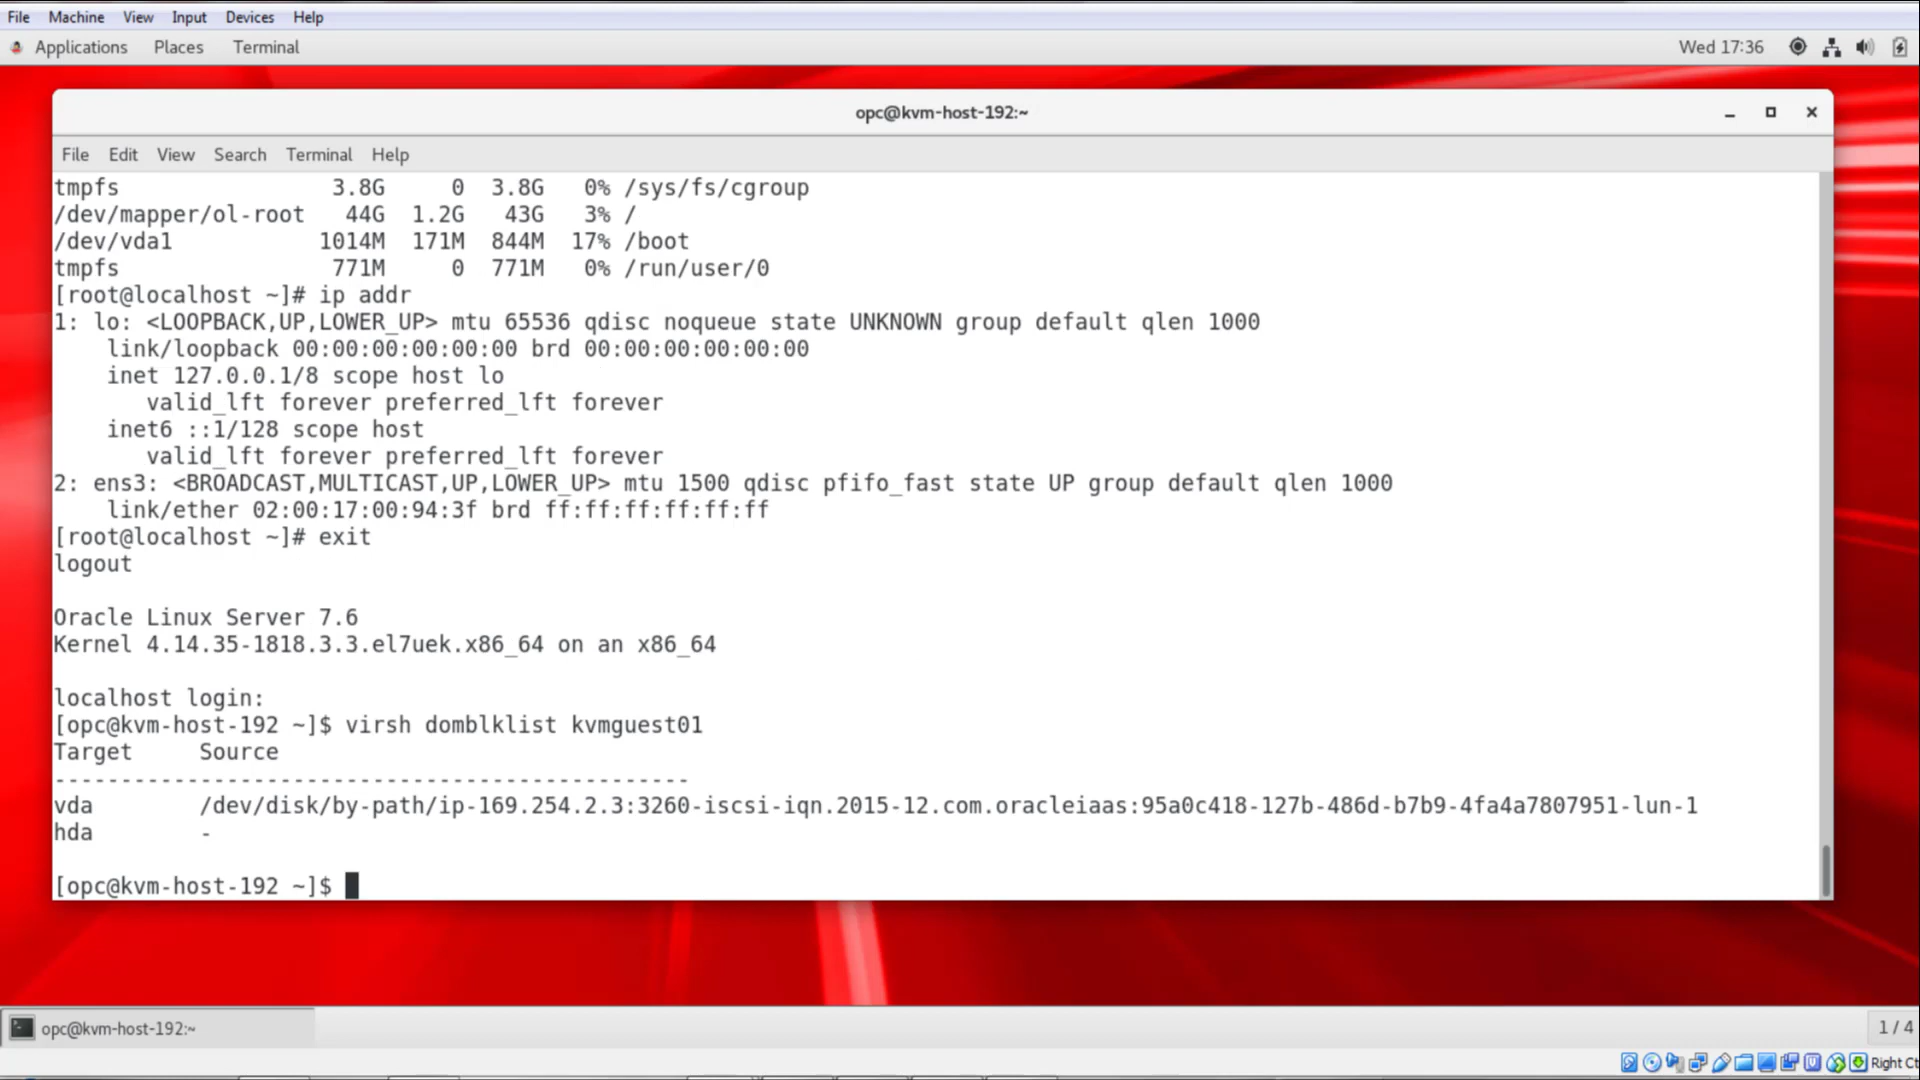 File Machine View Input Devices Help
Applications Places Terminal Wed 17:36
opc@kvm-host-192:~
File Edit View Search Terminal Help
tmpfs 3.8G 0 3.8G 0% /sys/fs/cgroup
/dev/mapper/ol-root 44G 1.2G 43G 3% /
/dev/vda1 1014M 171M 844M 17% /boot
tmpfs 771M 0 771M 0% /run/user/0
[root@localhost ~]# ip addr
1: lo: <LOOPBACK,UP,LOWER_UP> mtu 65536 qdisc noqueue state UNKNOWN group default qlen 1000
link/loopback 00:00:00:00:00:00 brd 00:00:00:00:00:00
inet 127.0.0.1/8 scope host lo
valid_lft forever preferred_lft forever
inet6 ::1/128 scope host
valid_lft forever preferred_lft forever
2: ens3: <BROADCAST,MULTICAST,UP,LOWER_UP> mtu 1500 qdisc pfifo_fast state UP group default qlen 1000
link/ether 02:00:17:00:94:3f brd ff:ff:ff:ff:ff:ff
[root@localhost ~]# exit
logout
Oracle Linux Server 7.6
Kernel 4.14.35-1818.3.3.el7uek.x86_64 on an x86_64
localhost login:
[opc@kvm-host-192 ~]$ virsh domblklist kvmguest01
Target Source
------------------------------------------------
vda /dev/disk/by-path/ip-169.254.2.3:3260-iscsi-iqn.2015-12.com.oracleiaas:95a0c418-127b-486d-b7b9-4fa4a7807951-lun-1
hda -
[opc@kvm-host-192 ~]$
opc@kvm-host-192:~ 1 / 4
Right Ct